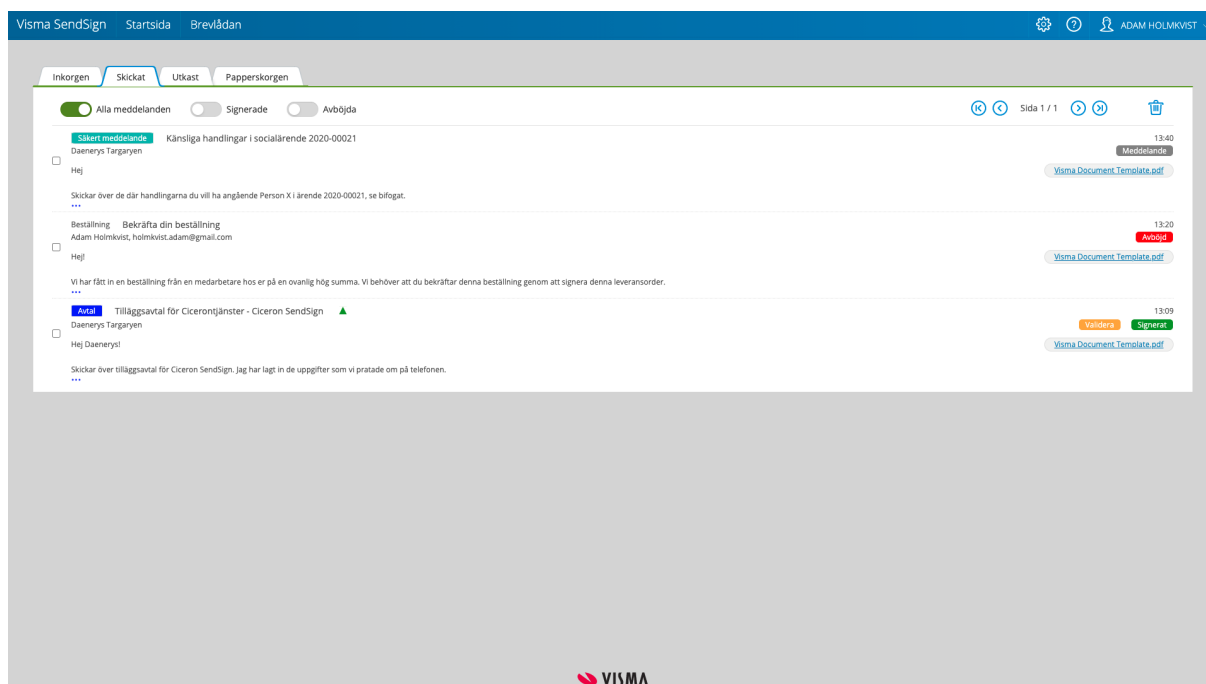 Visma SendSign Startsida Brevlådan ADAM HOLMKVIST
Inkorgen Skickat Utkast Papperskorgen
Alla meddelanden Signerade Avböjda Sida 1 / 1
Säkert meddelande Känsliga handlingar i socialärende 2020-00021 13:40
Daenerys Targaryen Meddelande
Hej Visma Document Template.pdf
Skickar över de där handlingarna du vill ha angående Person X i ärende 2020-00021, se bifogat.
...
Beställning Bekräfta din beställning 13:20
Adam Holmkvist, holmkvist.adam@gmail.com Avböjd
Hej! Visma Document Template.pdf
Vi har fått in en beställning från en medarbetare hos er på en ovanlig hög summa. Vi behöver att du bekräftar denna beställning genom att signera denna leveransorder.
...
Avtal Tilläggsavtal för Cicerontjänster - Ciceron SendSign 13:09
Daenerys Targaryen Validera Signerat
Hej Daenerys! Visma Document Template.pdf
Skickar över tilläggsavtal för Ciceron SendSign. Jag har lagt in de uppgifter som vi pratade om på telefonen.
...
VISMA